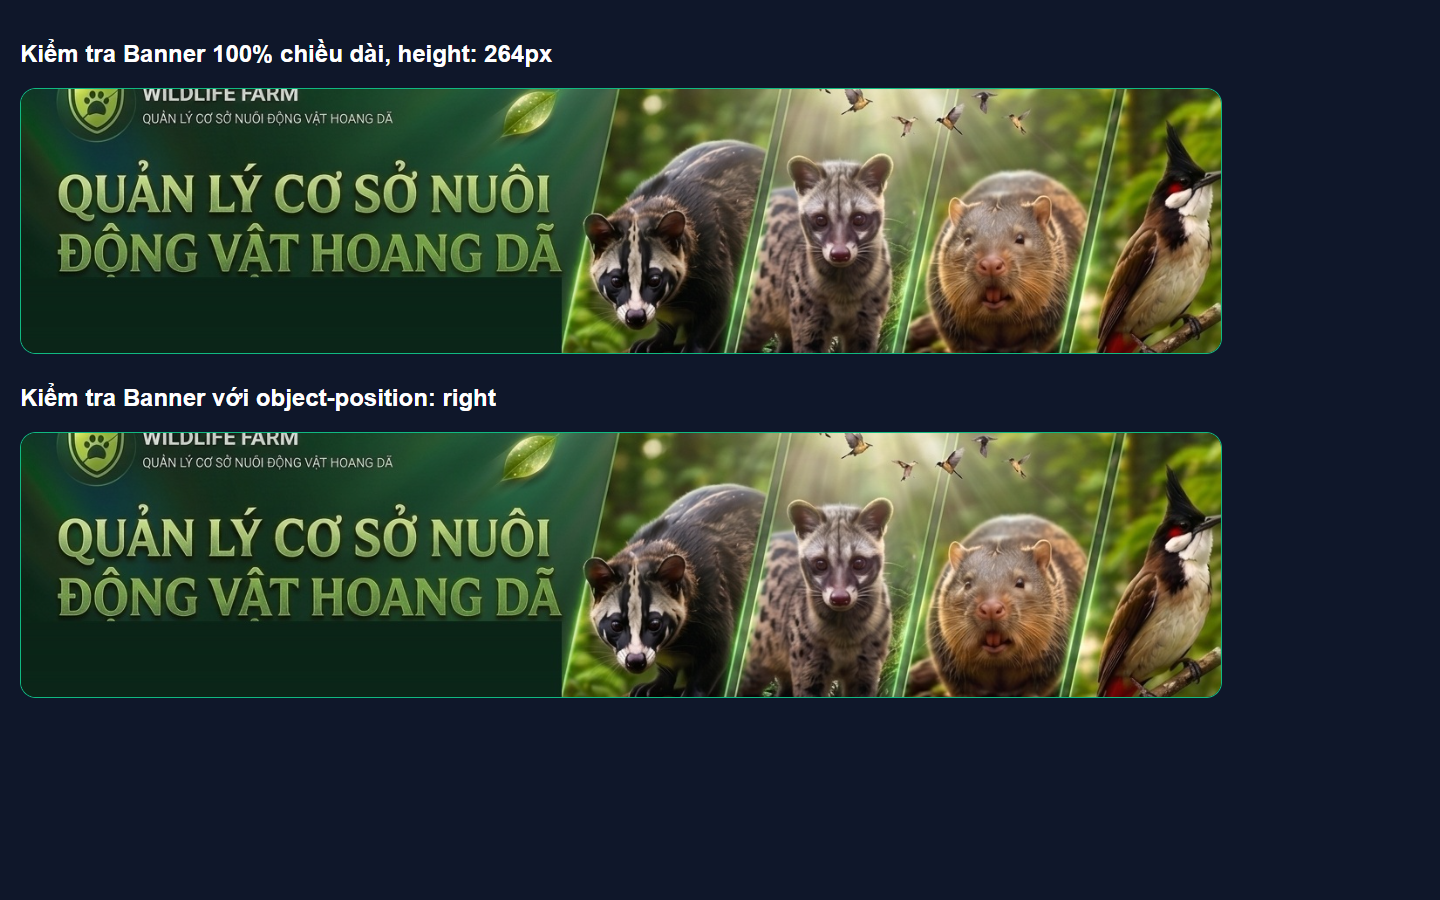 Kiểm tra Banner 100% chiều dài, height: 264px
WILDLIFE FARM
QUẢN LÝ CƠ SỞ NUÔI ĐỘNG VẬT HOANG DÃ
QUẢN LÝ CƠ SỞ NUÔI
ĐỘNG VẬT HOANG DÃ
Kiểm tra Banner với object-position: right
WILDLIFE FARM
QUẢN LÝ CƠ SỞ NUÔI ĐỘNG VẬT HOANG DÃ
QUẢN LÝ CƠ SỞ NUÔI
ĐỘNG VẬT HOANG DÃ